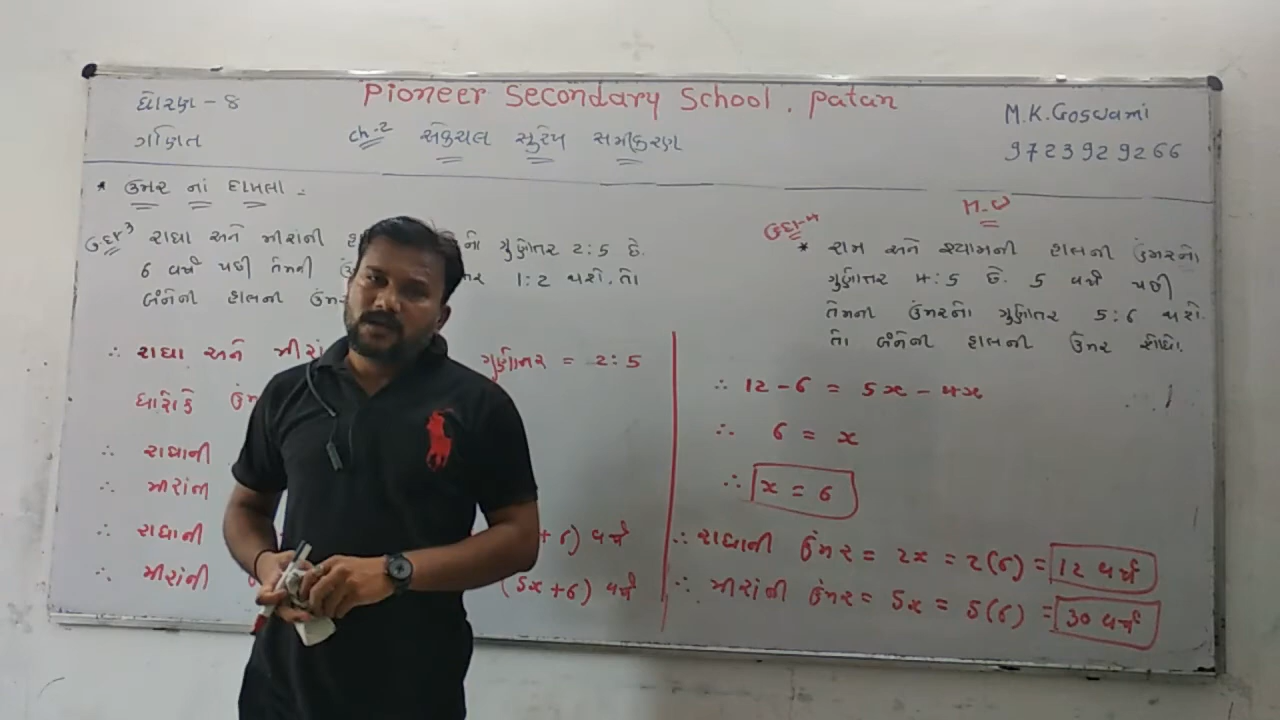 ધોરણ - ૪
Pioneer Secondary School. Patan
M.K.Goswami
ગણિત
ch-2 એકચલ સુરેખ સમીકરણ
9723929266
* ઉંમર નાં દાખલા :
ઉદા-3 રાધા અને મીરાંની નો ગુણોત્તર 2:5 છે.
6 વર્ષ પછી તેમની 1:2 થશે. તો
બંનેની હાલની
∴ રાધા અને ગુણોત્તર = 2:5
ધારોકે
∴ રાધાની
∴ મીરાંની
∴ રાધાની + 6) વર્ષ
∴ મીરાંની (5x+6) વર્ષ
H.W
ઉદા-4
* રામ અને શ્યામની હાલની ઉંમરનો
ગુણોત્તર 4:5 છે. 5 વર્ષ પછી
તેમની ઉંમરનો ગુણોત્તર 5:6 થશે.
તો બંનેની હાલની ઉંમર શોધો.
∴ 12 - 6 = 5x - 4x
∴ 6 = x
∴ x = 6
∴ રાધાની ઉંમર = 2x = 2(6) = 12 વર્ષ
∴ મીરાંની ઉંમર = 5x = 5(6) = 30 વર્ષ